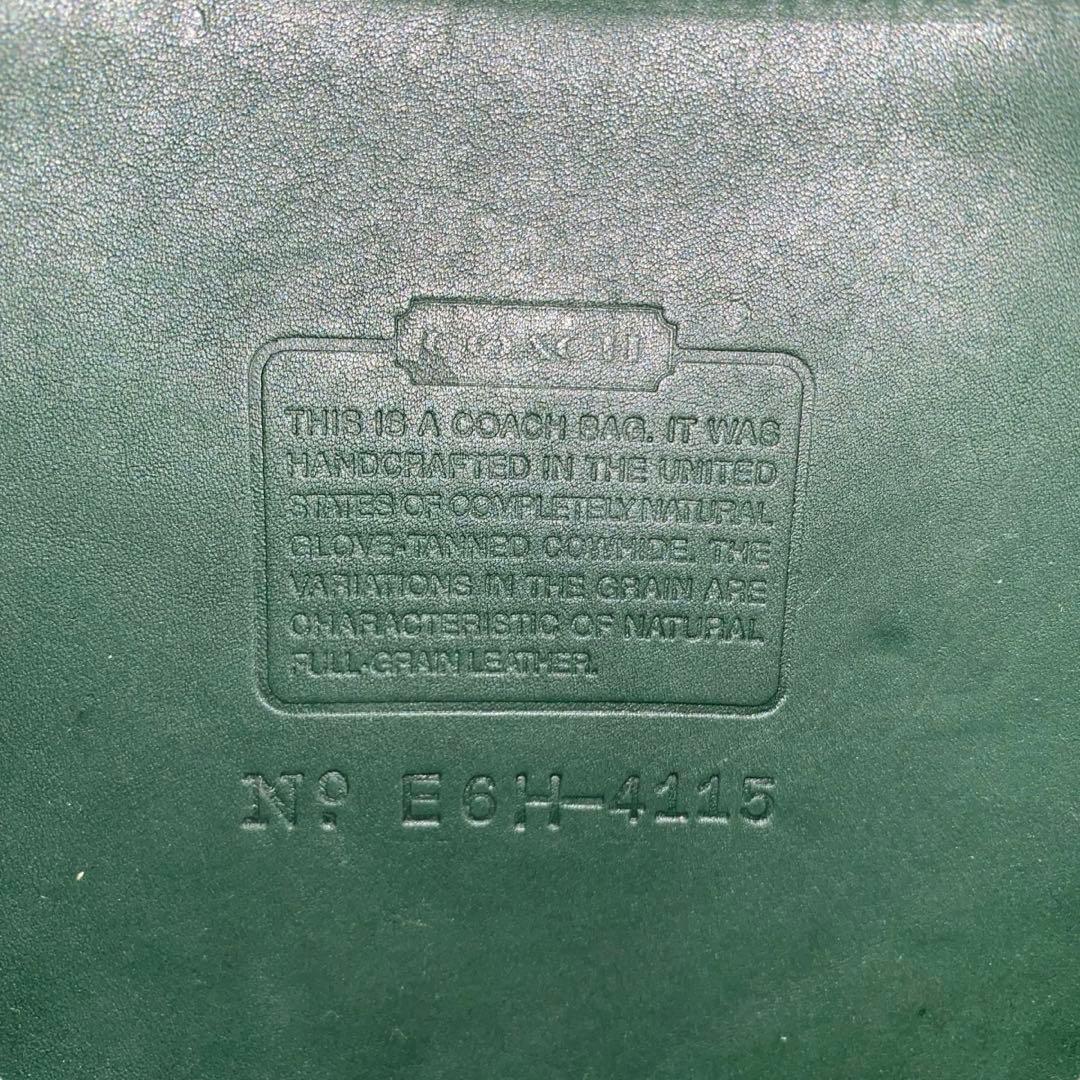 COACH
THIS IS A COACH BAG. IT WAS
HANDCRAFTED IN THE UNITED
STATES OF COMPLETELY NATURAL
GLOVE-TANNED COWHIDE. THE
VARIATIONS IN THE GRAIN ARE
CHARACTERISTIC OF NATURAL
FULL-GRAIN LEATHER.
Nº E6H-4115